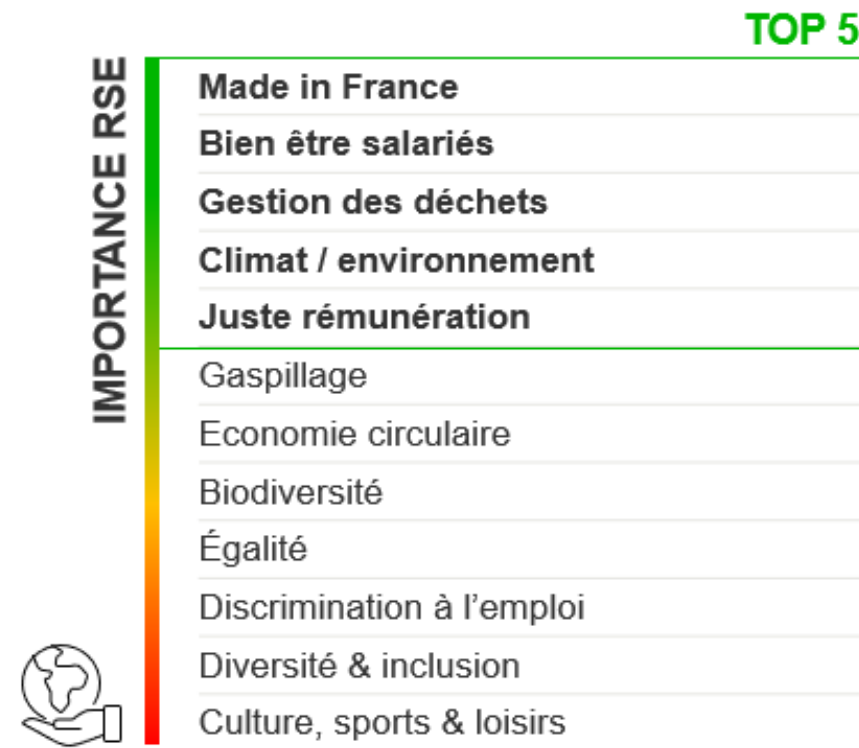 TOP 5
IMPORTANCE RSE
Made in France
Bien être salariés
Gestion des déchets
Climat / environnement
Juste rémunération
Gaspillage
Economie circulaire
Biodiversité
Égalité
Discrimination à l’emploi
Diversité & inclusion
Culture, sports & loisirs